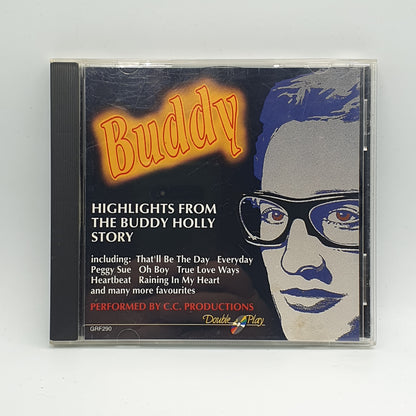 Buddy
HIGHLIGHTS FROM
THE BUDDY HOLLY
STORY
including: That'll Be The Day Everyday
Peggy Sue Oh Boy True Love Ways
Heartbeat Raining In My Heart
and many more favourites
PERFORMED BY C.C. PRODUCTIONS
Double Play
GRF290